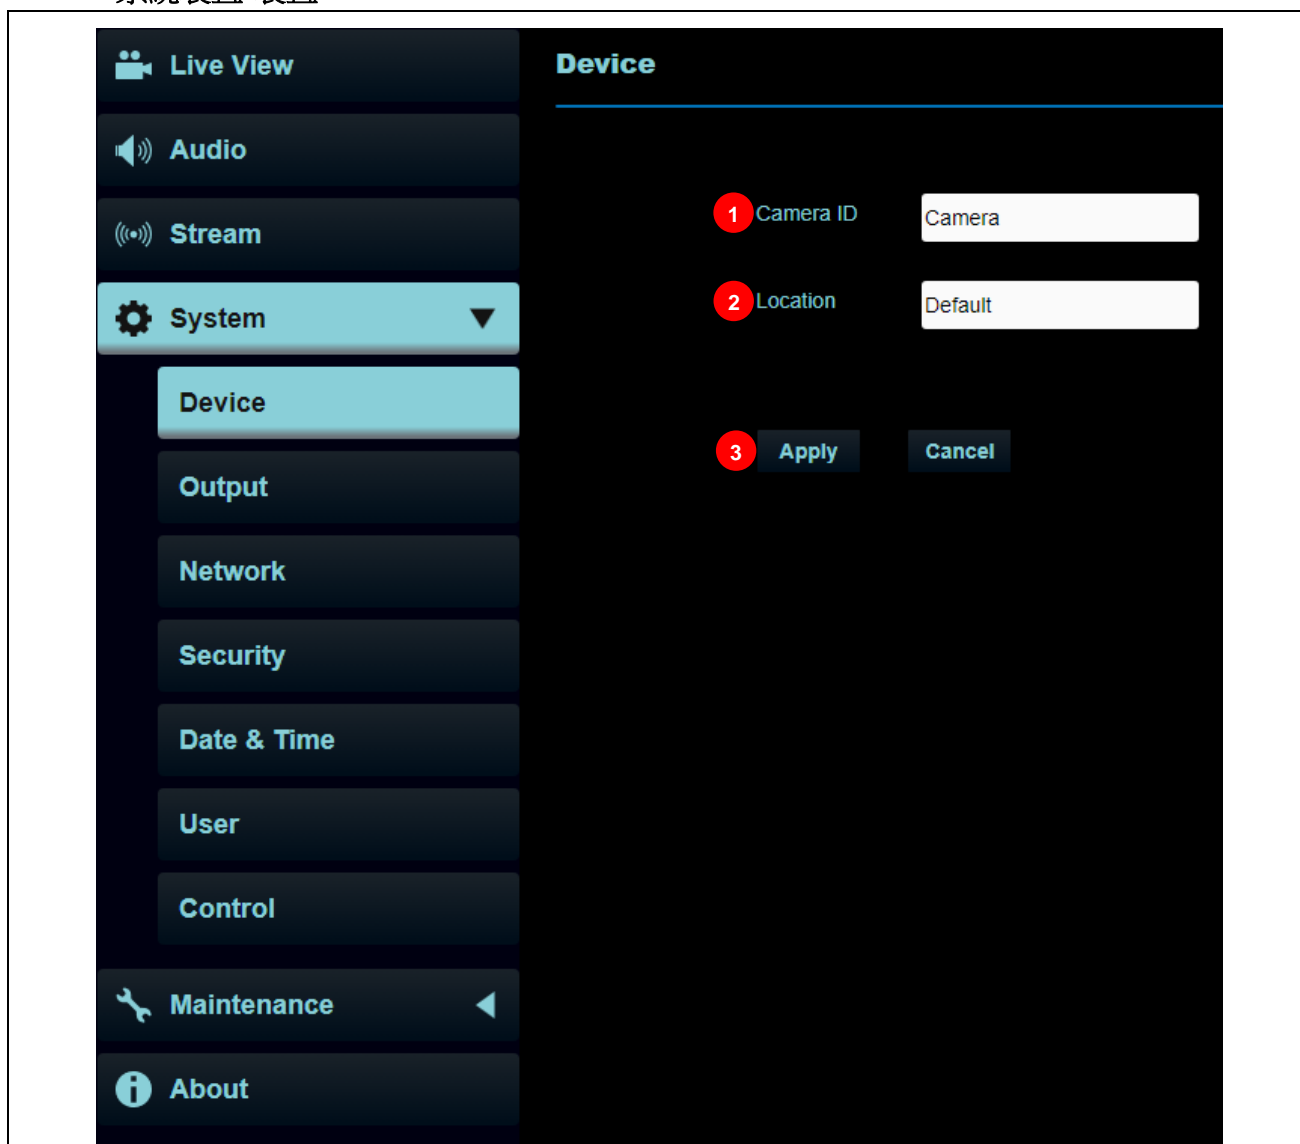 Live View
Audio
Stream
System
Device
Output
Network
Security
Date & Time
User
Control
Maintenance
About
Device
1 Camera ID Camera
2 Location Default
3 Apply Cancel